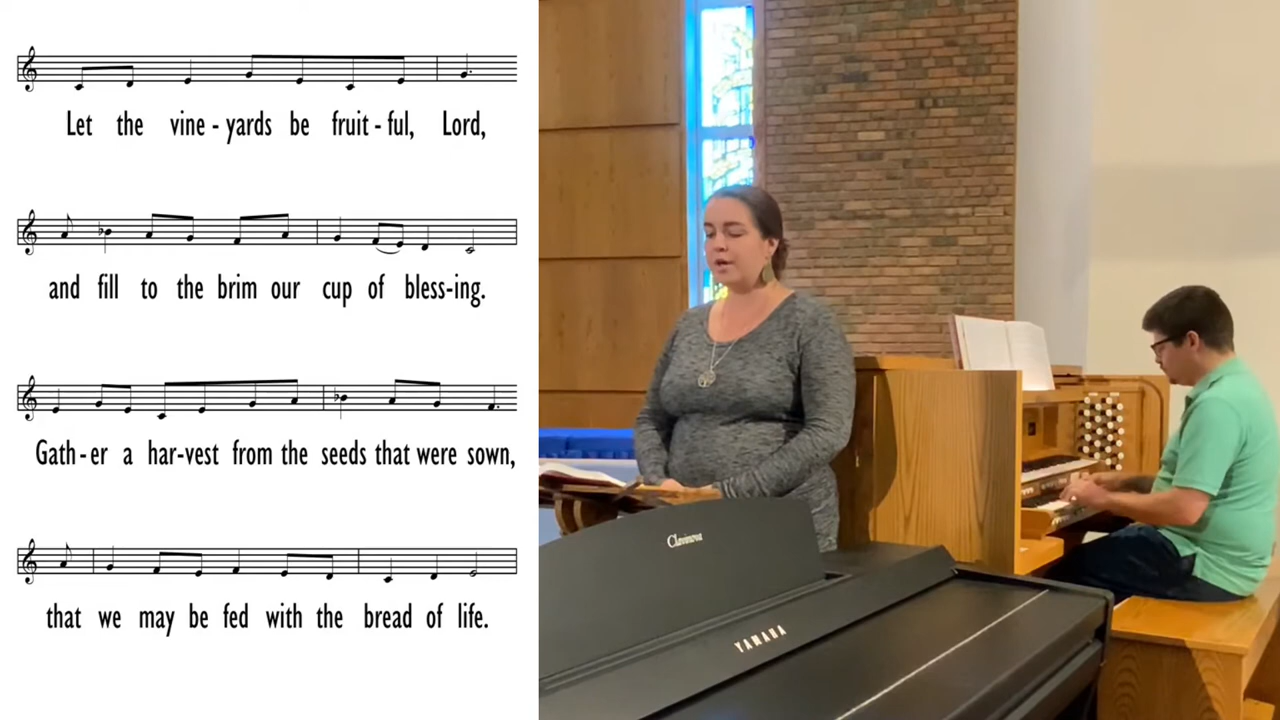 Let the vine - yards be fruit - ful, Lord,
and fill to the brim our cup of bless-ing.
Gath - er a har-vest from the seeds that were sown,
that we may be fed with the bread of life.
Clavinova
YAMAHA